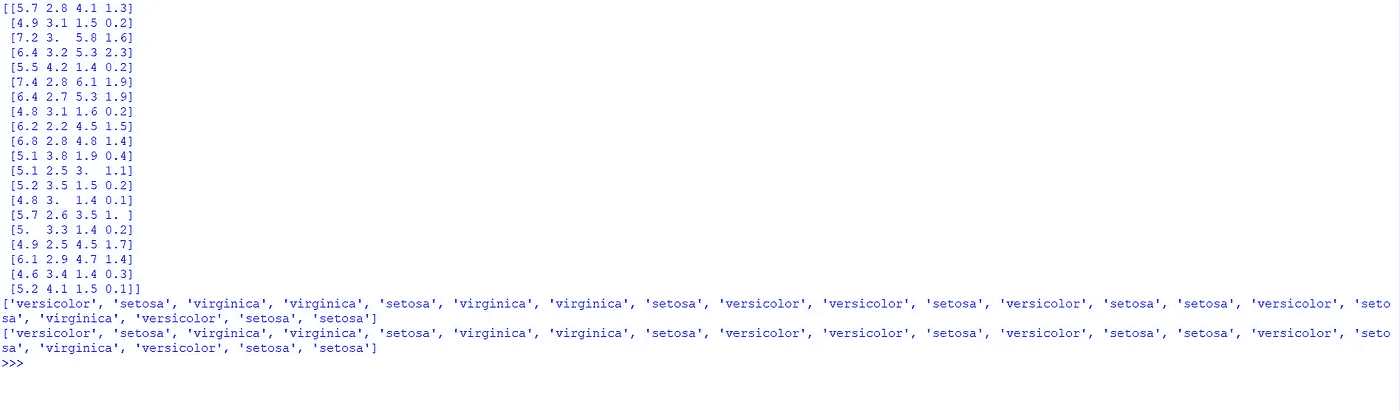 [[5.7 2.8 4.1 1.3]
 [4.9 3.1 1.5 0.2]
 [7.2 3.  5.8 1.6]
 [6.4 3.2 5.3 2.3]
 [5.5 4.2 1.4 0.2]
 [7.4 2.8 6.1 1.9]
 [6.4 2.7 5.3 1.9]
 [4.8 3.1 1.6 0.2]
 [6.2 2.2 4.5 1.5]
 [6.8 2.8 4.8 1.4]
 [5.1 3.8 1.9 0.4]
 [5.1 2.5 3.  1.1]
 [5.2 3.5 1.5 0.2]
 [4.8 3.  1.4 0.1]
 [5.7 2.6 3.5 1. ]
 [5.  3.3 1.4 0.2]
 [4.9 2.5 4.5 1.7]
 [6.1 2.9 4.7 1.4]
 [4.6 3.4 1.4 0.3]
 [5.2 4.1 1.5 0.1]]
['versicolor', 'setosa', 'virginica', 'virginica', 'setosa', 'virginica', 'virginica', 'setosa', 'versicolor', 'versicolor', 'setosa', 'versicolor', 'setosa', 'setosa', 'versicolor', 'seto
sa', 'virginica', 'versicolor', 'setosa', 'setosa']
['versicolor', 'setosa', 'virginica', 'virginica', 'setosa', 'virginica', 'virginica', 'setosa', 'versicolor', 'versicolor', 'setosa', 'versicolor', 'setosa', 'setosa', 'versicolor', 'seto
sa', 'virginica', 'versicolor', 'setosa', 'setosa']
>>>